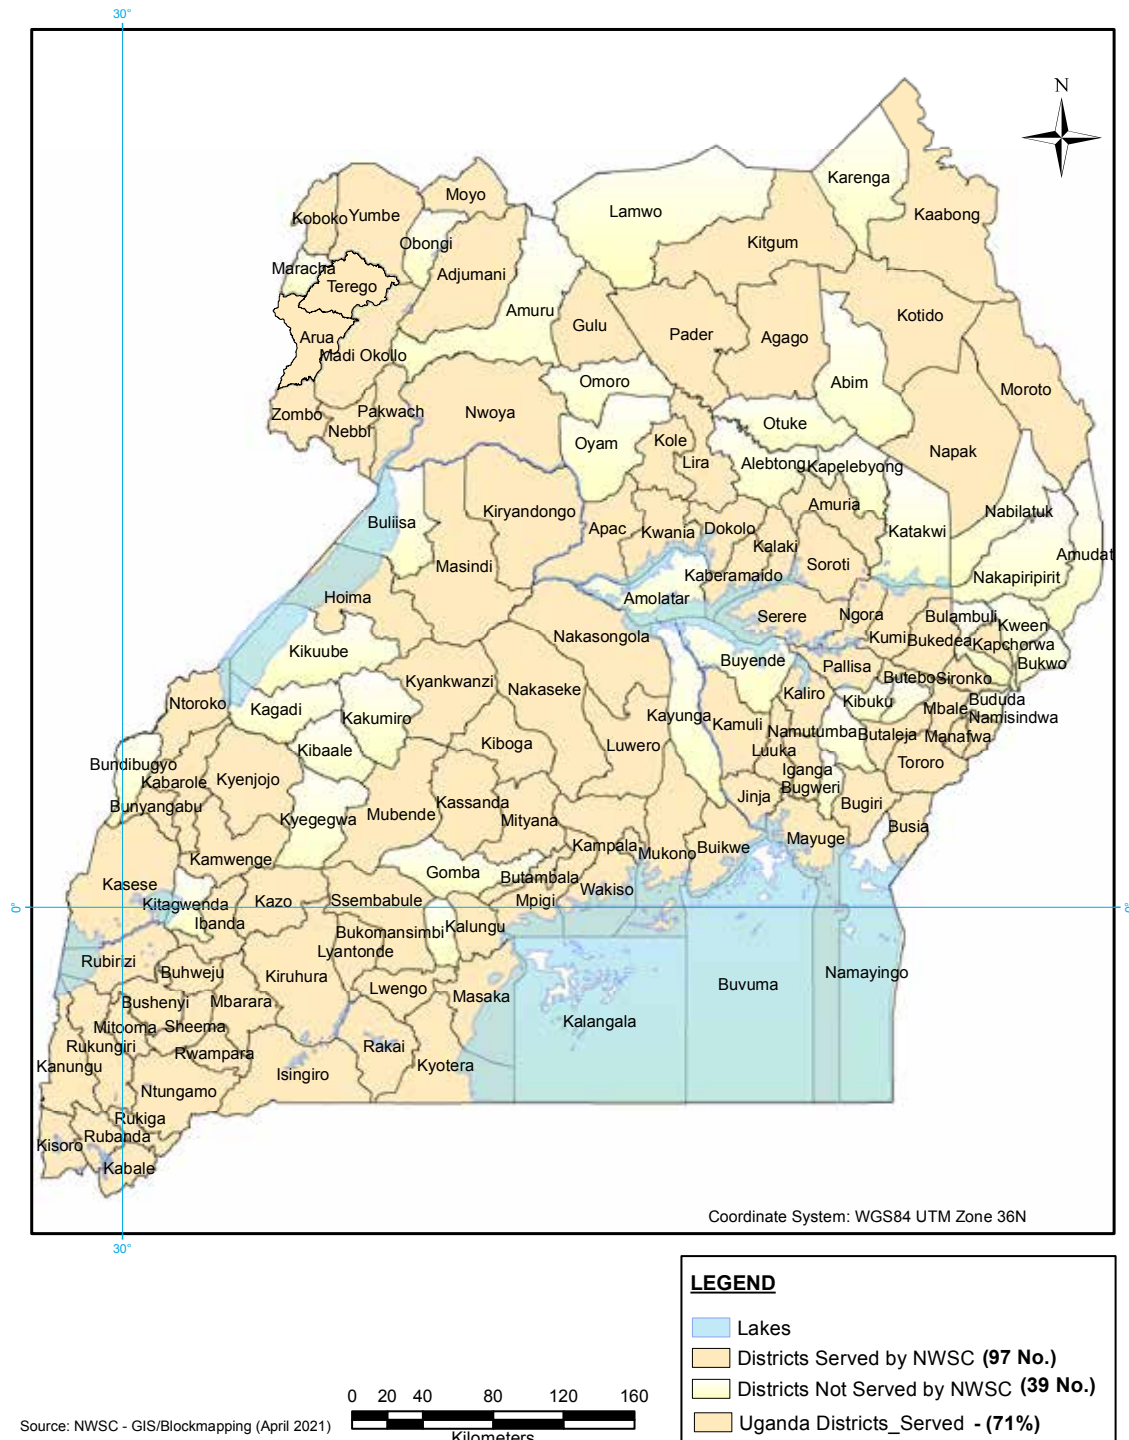 30°
N
Karenga
Moyo
Lamwo
Koboko
Yumbe
Kaabong
Obongi
Kitgum
Maracha
Adjumani
Terego
Amuru
Kotido
Gulu
Pader
Agago
Arua
Madi Okollo
Omoro
Abim
Moroto
Zombo
Pakwach
Nwoya
Otuke
Nebbi
Oyam
Kole
Napak
Lira
Alebtong
Kapelebyong
Kiryandongo
Amuria
Nabilatuk
Buliisa
Apac
Kwania
Dokolo
Katakwi
Kalaki
Amudat
Masindi
Soroti
Kaberamaido
Nakapiripirit
Hoima
Amolatar
Serere
Ngora
Bulambuli
Kween
Nakasongola
Kumi
Bukedea
Kapchorwa
Kikuube
Buyende
Pallisa
Bukwo
Kyankwanzi
Nakaseke
Butebo
Sironko
Ntoroko
Kaliro
Kibuku
Bududa
Kagadi
Kakumiro
Kayunga
Kamuli
Mbale
Namisindwa
Namutumba
Butaleja
Manafwa
Kibaale
Kiboga
Luwero
Luuka
Bundibugyo
Kabarole
Kyenjojo
Iganga
Tororo
Bugweri
Bunyangabu
Jinja
Bugiri
Kyegegwa
Mubende
Kassanda
Mityana
Busia
Mayuge
Kampala
Mukono
Buikwe
Kamwenge
Gomba
Butambala
Kasese
Wakiso
Kitagwenda
Kazo
Ssembabule
Mpigi
0°
0°
Ibanda
Bukomansimbi
Kalungu
Lyantonde
Rubirizi
Buhweju
Kiruhura
Namayingo
Buvuma
Lwengo
Masaka
Bushenyi
Mbarara
Kalangala
Mitooma
Sheema
Rukungiri
Rwampara
Rakai
Kanungu
Isingiro
Kyotera
Ntungamo
Rukiga
Rubanda
Kisoro
Kabale
Coordinate System: WGS84 UTM Zone 36N
30°
LEGEND
Lakes
Districts Served by NWSC (97 No.)
Districts Not Served by NWSC (39 No.)
Uganda Districts_Served - (71%)
0 20 40 80 120 160
Kilometers
Source: NWSC - GIS/Blockmapping (April 2021)